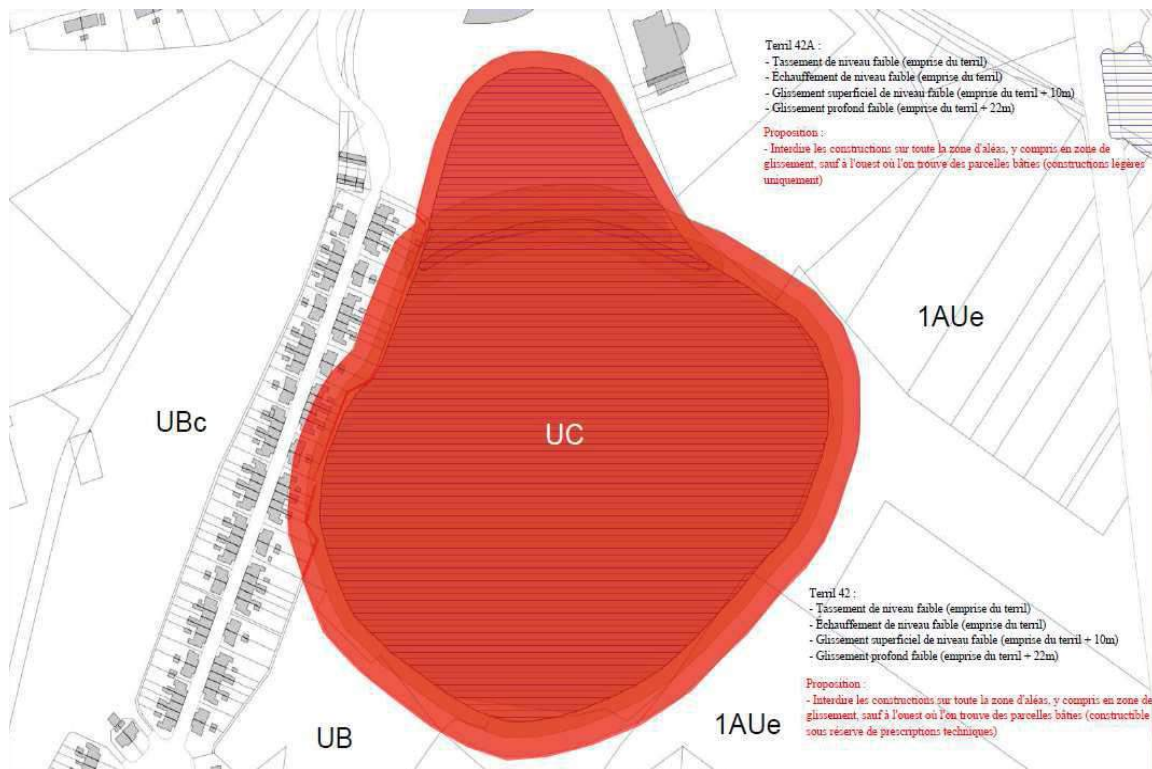 Terril 42A :
- Tassement de niveau faible (emprise du terril)
- Échauffement de niveau faible (emprise du terril)
- Glissement superficiel de niveau faible (emprise du terril + 10m)
- Glissement profond faible (emprise du terril + 22m)
Proposition :
- Interdire les constructions sur toute la zone d'aléas, y compris en zone de
glissement, sauf à l'ouest où l'on trouve des parcelles bâties (constructions légères
uniquement)
1AUe
UBc
UC
Terril 42 :
- Tassement de niveau faible (emprise du terril)
- Échauffement de niveau faible (emprise du terril)
- Glissement superficiel de niveau faible (emprise du terril + 10m)
- Glissement profond faible (emprise du terril + 22m)
Proposition :
- Interdire les constructions sur toute la zone d'aléas, y compris en zone de
glissement, sauf à l'ouest où l'on trouve des parcelles bâties (constructible
sous réserve de prescriptions techniques)
UB
1AUe